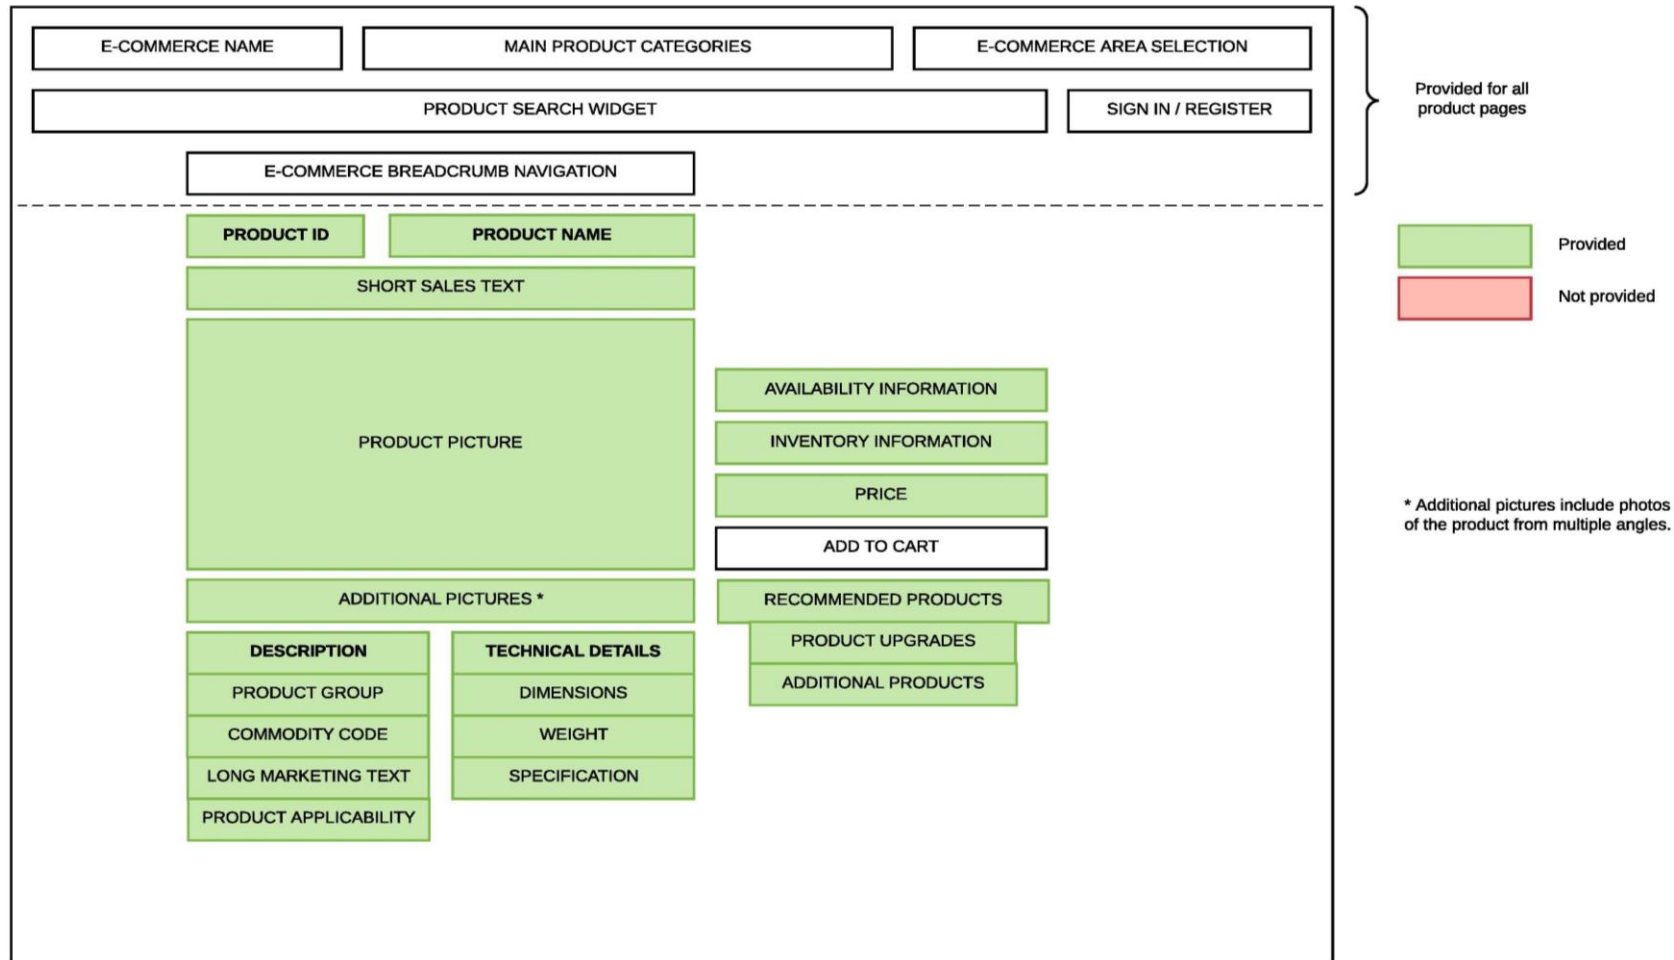 E-COMMERCE NAME
MAIN PRODUCT CATEGORIES
E-COMMERCE AREA SELECTION
PRODUCT SEARCH WIDGET
SIGN IN / REGISTER
E-COMMERCE BREADCRUMB NAVIGATION
Provided for all
product pages
PRODUCT ID
PRODUCT NAME
SHORT SALES TEXT
PRODUCT PICTURE
ADDITIONAL PICTURES *
DESCRIPTION
PRODUCT GROUP
COMMODITY CODE
LONG MARKETING TEXT
PRODUCT APPLICABILITY
TECHNICAL DETAILS
DIMENSIONS
WEIGHT
SPECIFICATION
AVAILABILITY INFORMATION
INVENTORY INFORMATION
PRICE
ADD TO CART
RECOMMENDED PRODUCTS
PRODUCT UPGRADES
ADDITIONAL PRODUCTS
Provided
Not provided
* Additional pictures include photos
of the product from multiple angles.